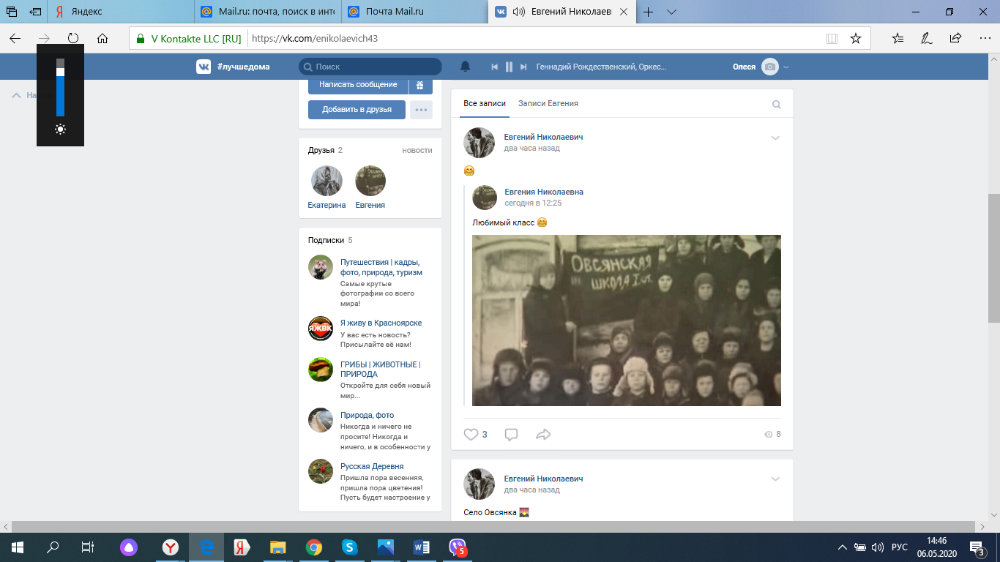 Яндекс
Mail.ru: почта, поиск в инте
Почта Mail.ru
Евгений Николаеви
V Kontakte LLC [RU]
https://vk.com/enikolaevich43
#лучшедома
Поиск
Геннадий Рождественский, Оркес...
Олеся
Написать сообщение
Добавить в друзья
Друзья 2
новости
Екатерина
Евгения
Подписки 5
Путешествия | кадры,
фото, природа, туризм
Самые крутые
фотографии со всего
мира!
ЯЖВК
Я живу в Красноярске
У вас есть новость?
Присылайте её нам!
ГРИБЫ | ЖИВОТНЫЕ |
ПРИРОДА
Откройте для себя новый
мир...
Природа, фото
Никогда и ничего не
просите! Никогда и
ничего, и в особенности у
Русская Деревня
Пришла пора весенняя,
пришла пора цветения!
Пусть будет настроение у
Все записи
Записи Евгения
Евгений Николаевич
два часа назад
🤗
Евгения Николаевна
сегодня в 12:25
Любимый класс 🤗
ОВСЯНСКАЯ
ШКОЛА I ст.
3
8
Евгений Николаевич
два часа назад
Село Овсянка 🌄
5
РУС
14:46
06.05.2020
3